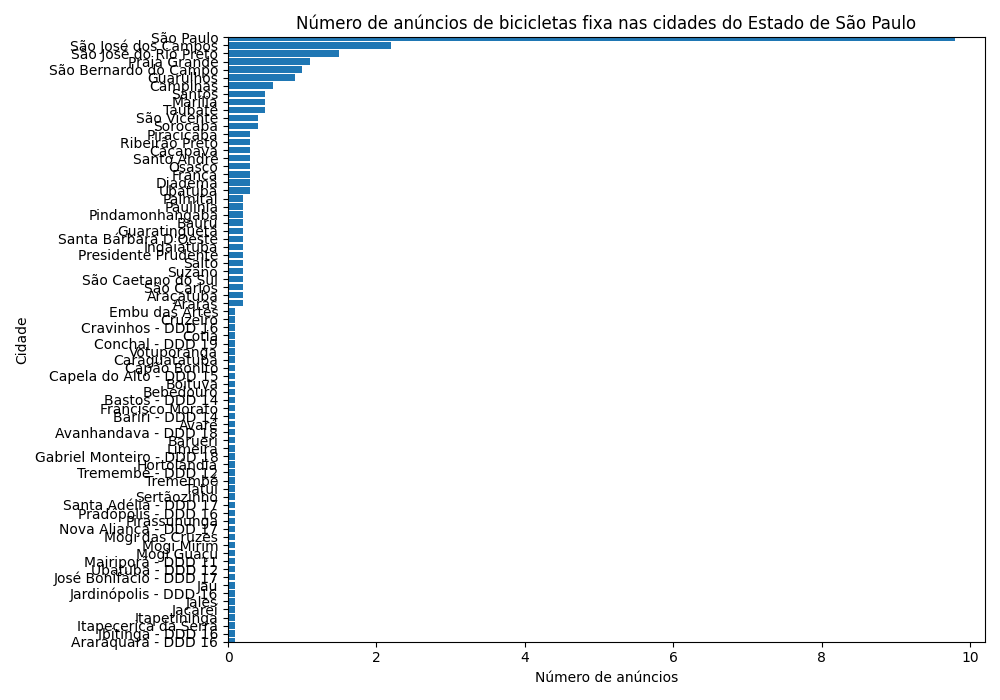 Número de anúncios de bicicletas fixa nas cidades do Estado de São Paulo
São Paulo
São José dos Campos
São José do Rio Preto
Praia Grande
São Bernardo do Campo
Guarulhos
Campinas
Santos
Marília
Taubaté
São Vicente
Sorocaba
Piracicaba
Ribeirão Preto
Caçapava
Santo André
Osasco
Franca
Diadema
Ubatuba
Palmital
Paulínia
Pindamonhangaba
Bauru
Guaratinguetá
Santa Bárbara D'Oeste
Indaiatuba
Presidente Prudente
Salto
Suzano
São Caetano do Sul
São Carlos
Araçatuba
Araras
Embu das Artes
Cruzeiro
Cravinhos - DDD 16
Cotia
Conchal - DDD 19
Votuporanga
Caraguatatuba
Capão Bonito
Capela do Alto - DDD 15
Boituva
Bebedouro
Bastos - DDD 14
Francisco Morato
Bariri - DDD 14
Avaré
Avanhandava - DDD 18
Barueri
Limeira
Gabriel Monteiro - DDD 18
Hortolândia
Tremembé - DDD 12
Tremembé
Tatuí
Sertãozinho
Santa Adélia - DDD 17
Pradópolis - DDD 16
Pirassununga
Nova Aliança - DDD 17
Mogi das Cruzes
Mogi Mirim
Mogi Guaçu
Mairiporã - DDD 11
Ubatuba - DDD 12
José Bonifácio - DDD 17
Jaú
Jardinópolis - DDD 16
Jales
Jacareí
Itapetininga
Itapecerica da Serra
Ibitinga - DDD 16
Araraquara - DDD 16
Cidade
0 2 4 6 8 10
Número de anúncios